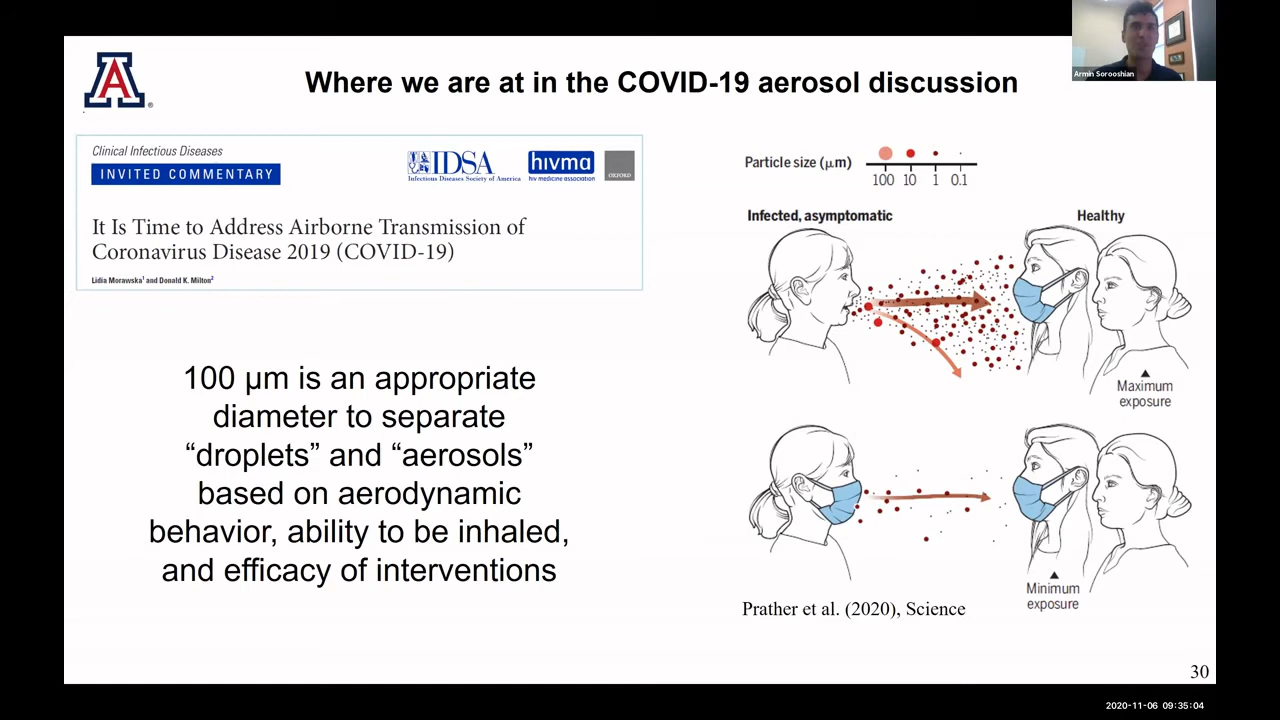 Armin Sorooshian
A
®
Where we are at in the COVID-19 aerosol discussion
Clinical Infectious Diseases
INVITED COMMENTARY
IDSA
Infectious Diseases Society of America
hivma
hiv medicine association
OXFORD
It Is Time to Address Airborne Transmission of
Coronavirus Disease 2019 (COVID-19)
Lidia Morawska1 and Donald K. Milton2
100 μm is an appropriate
diameter to separate
“droplets” and “aerosols”
based on aerodynamic
behavior, ability to be inhaled,
and efficacy of interventions
Particle size (μm)
100 10 1 0.1
Infected, asymptomatic
Healthy
Maximum
exposure
Minimum
exposure
Prather et al. (2020), Science
30
2020-11-06 09:35:04